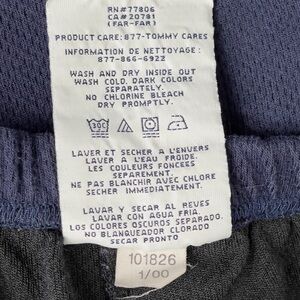 RN#77806
CA#20781
(FAR-FAR)
PRODUCT CARE:877-TOMMY CARES
INFORMATION DE NETTOYAGE:
877-866-6922
WASH AND DRY INSIDE OUT
WASH COLD. DARK COLORS
SEPARATELY.
NO CHLORINE BLEACH
DRY PROMPTLY.
30C
LAVER ET SECHER A L'ENVERS
LAVER A L'EAU FROIDE.
LES COULEURS FONCEES
SEPAREMENT.
NE PAS BLANCHIR AVEC CHLORE
SECHER IMMEDIATEMENT.
LAVAR Y SECAR AL REVES
LAVAR CON AGUA FRIA.
LOS COLORES OSCUROS SEPARADO.
NO BLANQUEADOR CLORADO
SECAR PRONTO
101826
1/00